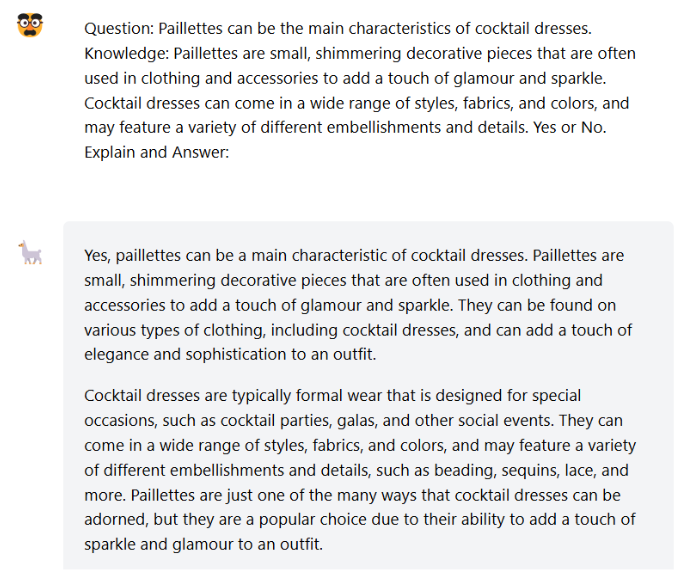 Question: Paillettes can be the main characteristics of cocktail dresses.
Knowledge: Paillettes are small, shimmering decorative pieces that are often
used in clothing and accessories to add a touch of glamour and sparkle.
Cocktail dresses can come in a wide range of styles, fabrics, and colors, and
may feature a variety of different embellishments and details. Yes or No.
Explain and Answer:
Yes, paillettes can be a main characteristic of cocktail dresses. Paillettes are
small, shimmering decorative pieces that are often used in clothing and
accessories to add a touch of glamour and sparkle. They can be found on
various types of clothing, including cocktail dresses, and can add a touch of
elegance and sophistication to an outfit.
Cocktail dresses are typically formal wear that is designed for special
occasions, such as cocktail parties, galas, and other social events. They can
come in a wide range of styles, fabrics, and colors, and may feature a variety
of different embellishments and details, such as beading, sequins, lace, and
more. Paillettes are just one of the many ways that cocktail dresses can be
adorned, but they are a popular choice due to their ability to add a touch of
sparkle and glamour to an outfit.